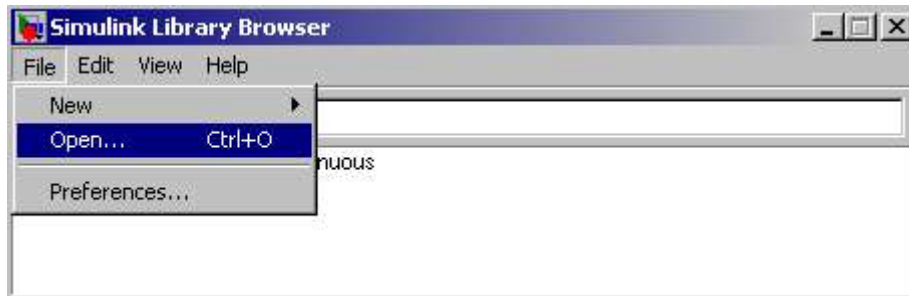 Simulink Library Browser
File Edit View Help
New
Open... Ctrl+O
nuous
Preferences...